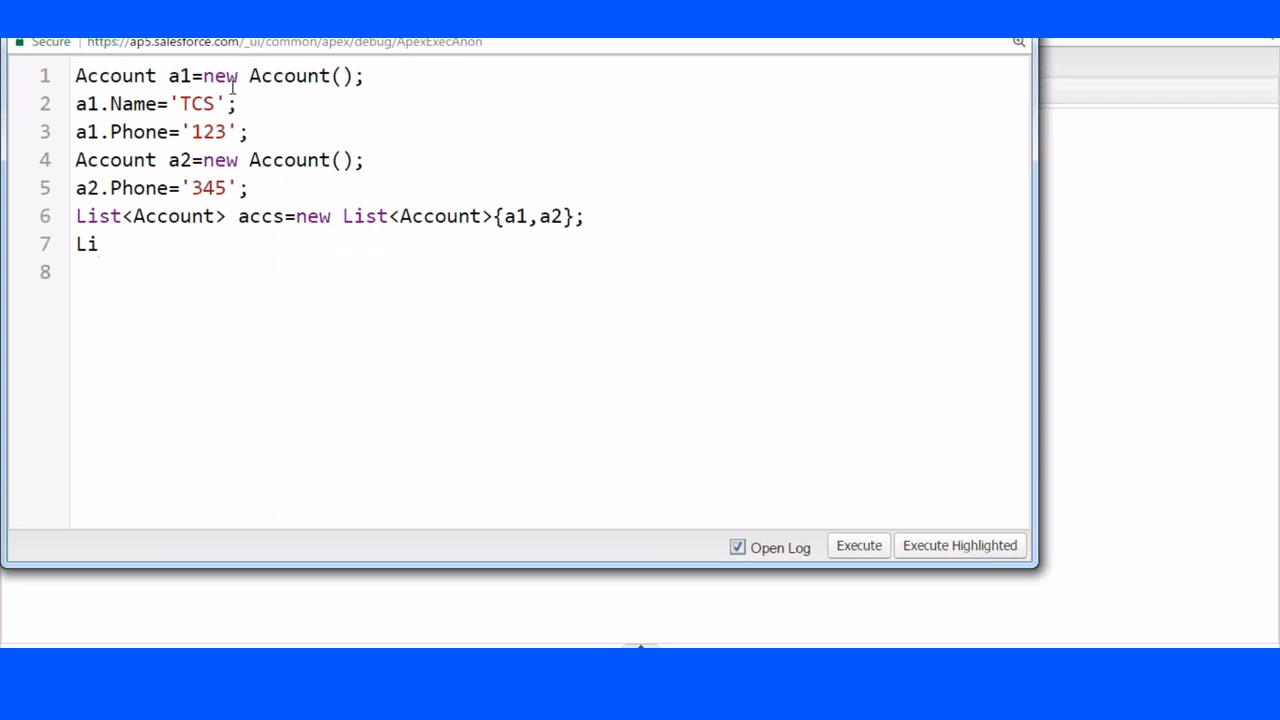 Secure | https://ap5.salesforce.com/_ui/common/apex/debug/ApexExecAnon
1 Account a1=new Account();
2 a1.Name='TCS';
3 a1.Phone='123';
4 Account a2=new Account();
5 a2.Phone='345';
6 List<Account> accs=new List<Account>{a1,a2};
7 Li
8
Open Log Execute Execute Highlighted